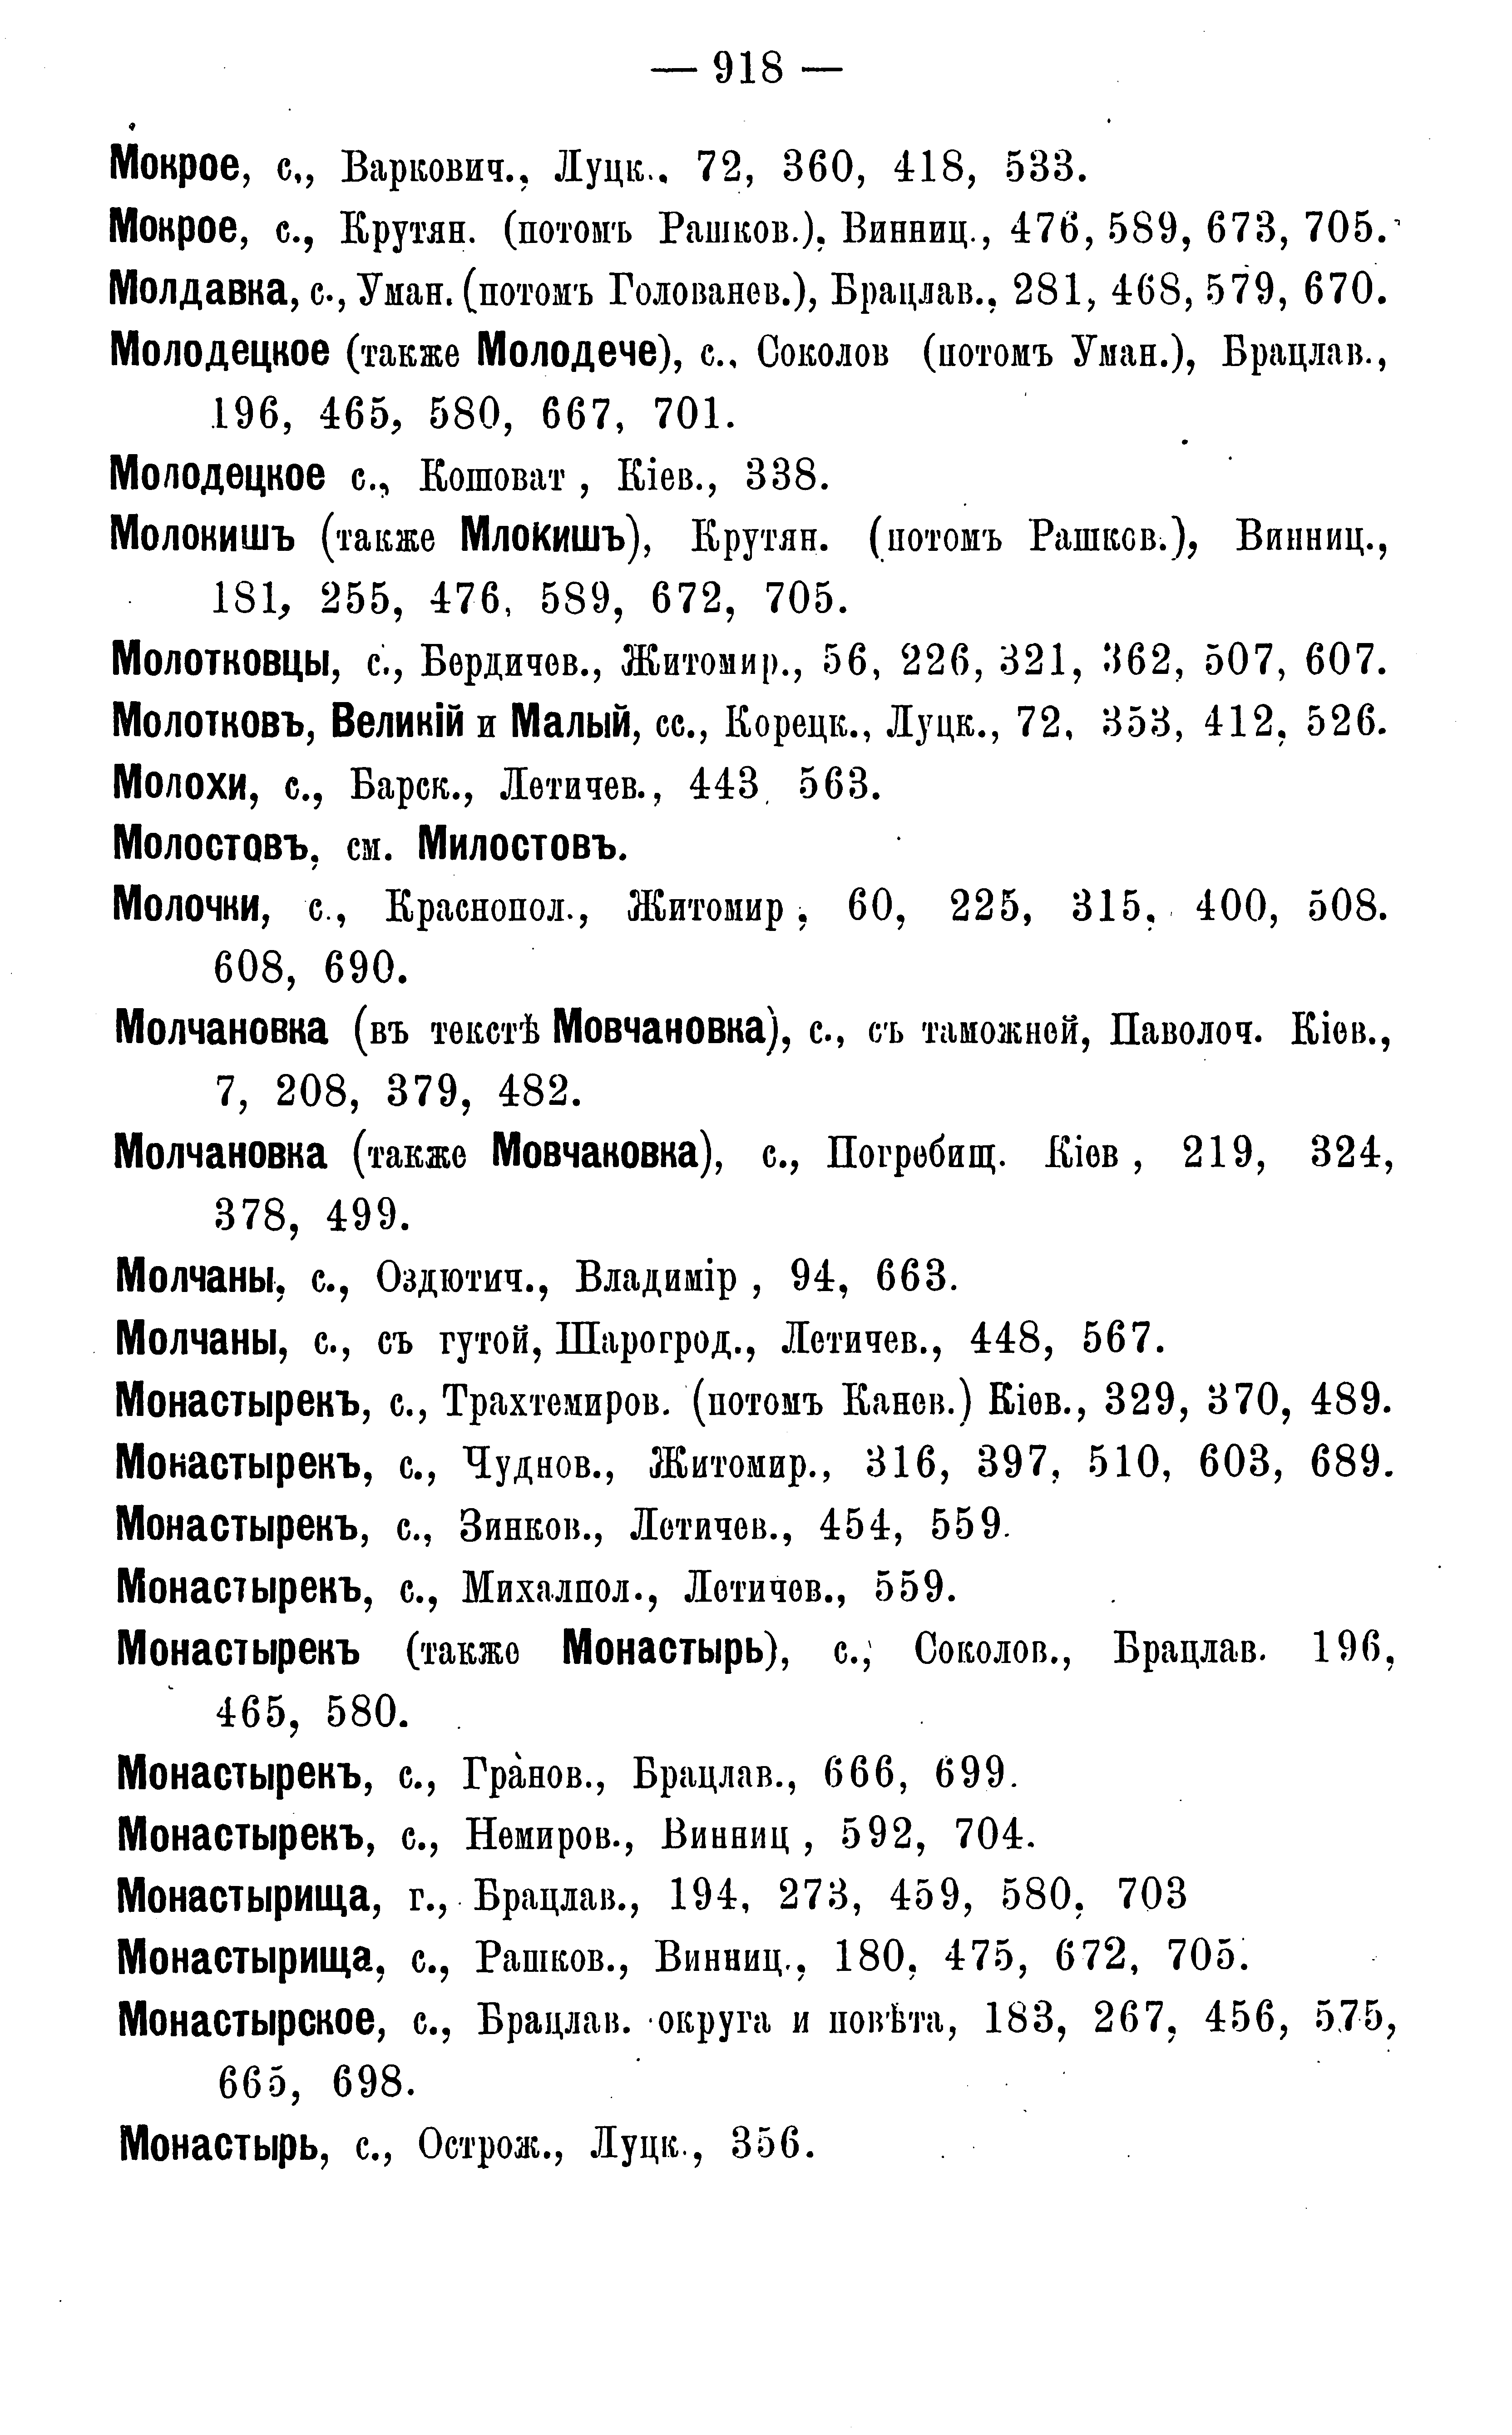 — 918 —
Мокрое, с., Варкович., Луцк., 72, 360, 418, 533.
Мокрое, с., Крутян. (потомъ Рашков.), Винниц., 476, 589, 673, 705.
Молдавка, с., Уман. (потомъ Голованев.), Брацлав., 281, 468, 579, 670.
Молодецкое (также Молодече), с., Соколов (потомъ Уман.), Брацлав.,
196, 465, 580, 667, 701.
Молодецкое с., Кошоват , Кіев., 338.
Молокишъ (также Млокишъ), Крутян. (потомъ Рашков.), Винниц.,
181, 255, 476, 589, 672, 705.
Молотковцы, с., Бердичев., Житомир., 56, 226, 321, 362, 507, 607.
Молотковъ, Великій и Малый, сс., Корецк., Луцк., 72, 353, 412, 526.
Молохи, с., Барск., Летичев., 443, 563.
Молостовъ, см. Милостовъ.
Молочки, с., Краснопол., Житомир , 60, 225, 315, 400, 508.
608, 690.
Молчановка (въ текстѣ Мовчановка), с., съ таможней, Паволоч. Кіев.,
7, 208, 379, 482.
Молчановка (также Мовчановка), с., Погребищ. Кіев , 219, 324,
378, 499.
Молчаны, с., Оздютич., Владимір , 94, 663.
Молчаны, с., съ гутой, Шарогрод., Летичев., 448, 567.
Монастырекъ, с., Трахтемиров. (потомъ Канев.) Кіев., 329, 370, 489.
Монастырекъ, с., Чуднов., Житомир., 316, 397, 510, 603, 689.
Монастырекъ, с., Зинков., Летичев., 454, 559.
Монастырекъ, с., Михалпол., Летичев., 559.
Монастырекъ (также Монастырь), с., Соколов., Брацлав. 196,
465, 580.
Монастырекъ, с., Гранов., Брацлав., 666, 699.
Монастырекъ, с., Немиров., Винниц , 592, 704.
Монастырища, г., Брацлав., 194, 273, 459, 580, 703
Монастырища, с., Рашков., Винниц., 180, 475, 672, 705.
Монастырское, с., Брацлав. округа и повѣта, 183, 267, 456, 575,
665, 698.
Монастырь, с., Острож., Луцк., 356.